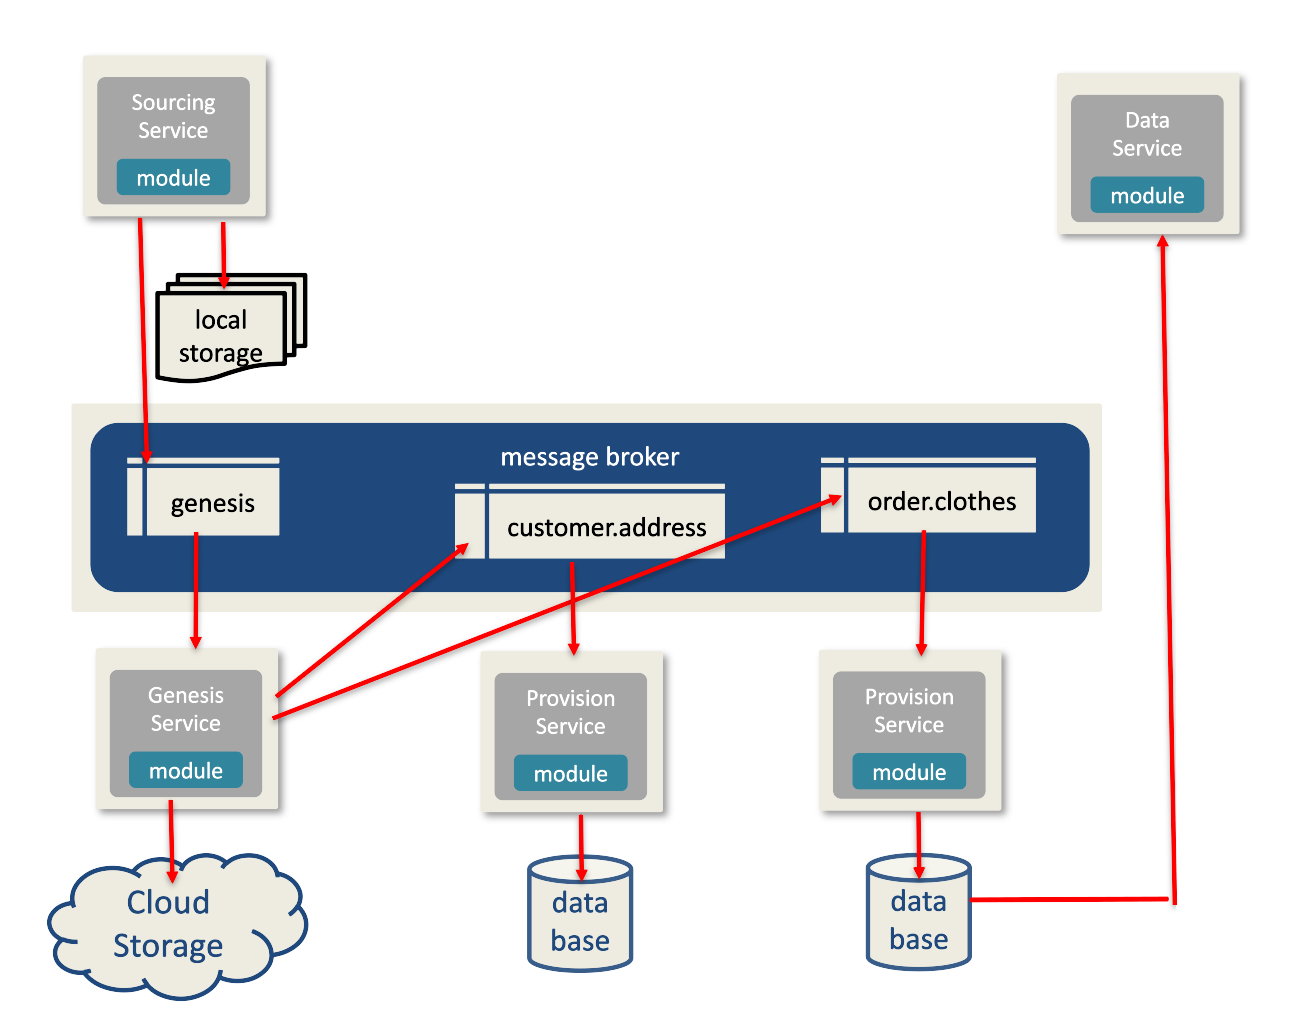 Sourcing
Service
module
Data
Service
module
local
storage
message broker
genesis
customer.address
order.clothes
Genesis
Service
module
Provision
Service
module
Provision
Service
module
Cloud
Storage
data
base
data
base